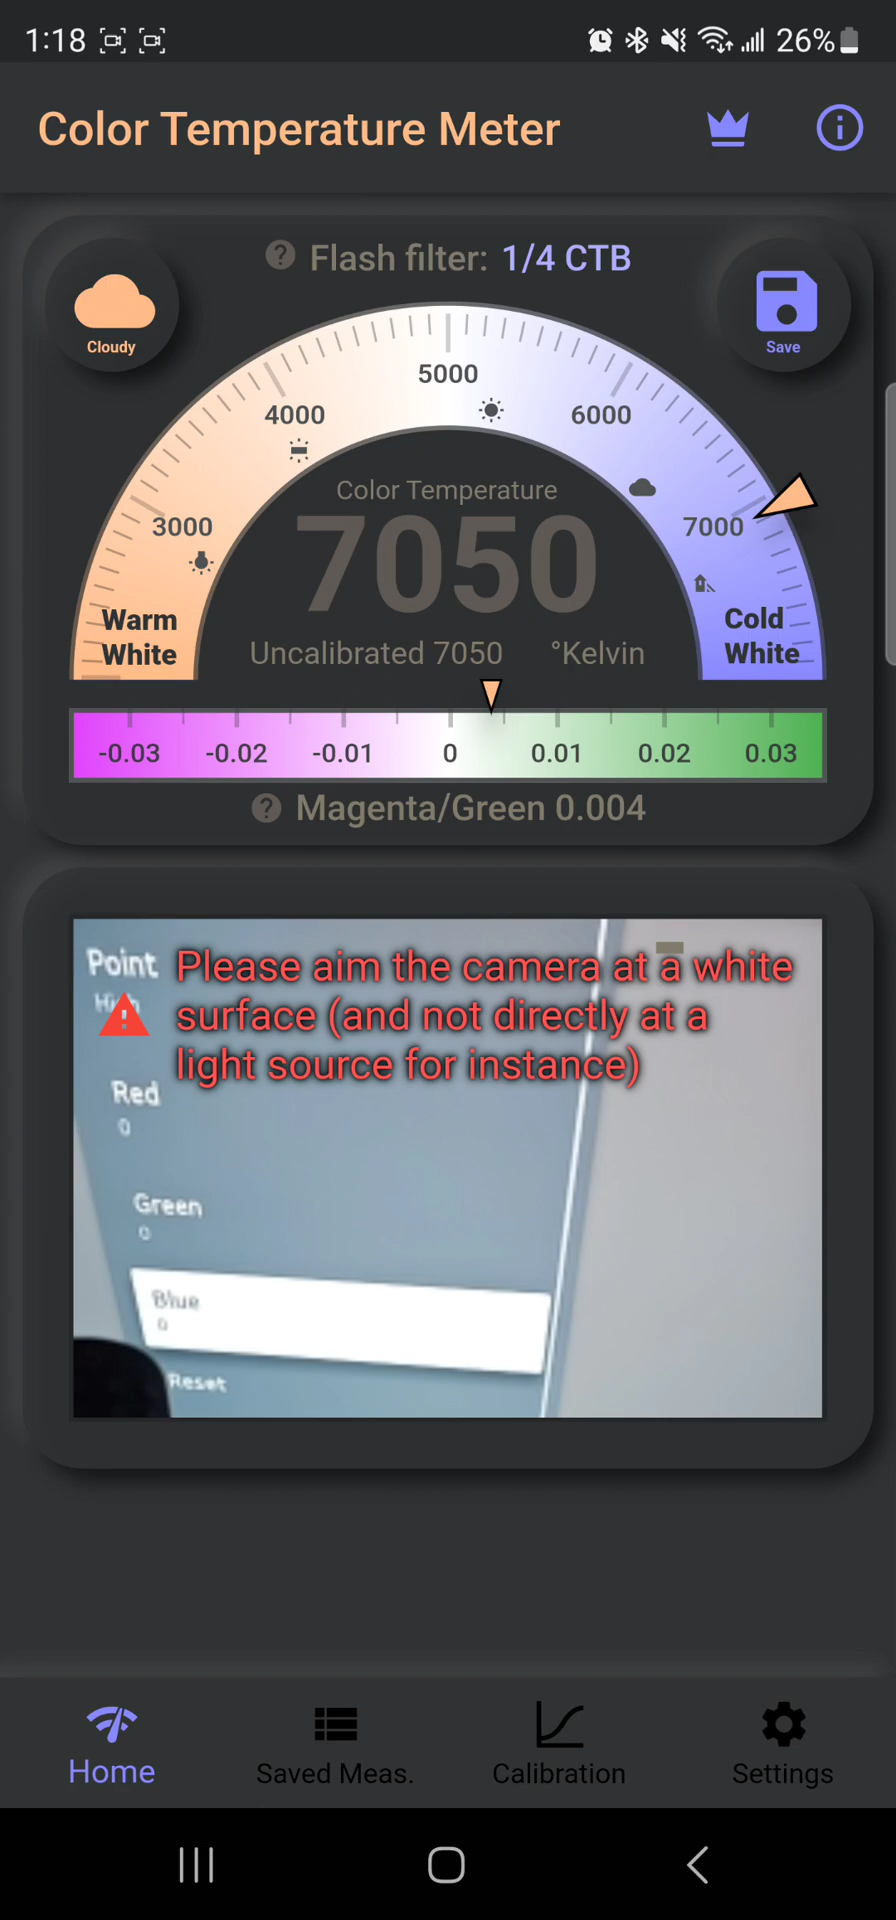 1:18
26%
Color Temperature Meter
Flash filter: 1/4 CTB
Cloudy
Save
5000
4000
6000
3000
7000
Color Temperature
7050
Warm
White
Cold
White
Uncalibrated 7050
°Kelvin
-0.03
-0.02
-0.01
0
0.01
0.02
0.03
Magenta/Green 0.004
Point
Please aim the camera at a white
surface (and not directly at a
light source for instance)
Red
0
Green
0
Blue
0
Reset
Home
Saved Meas.
Calibration
Settings